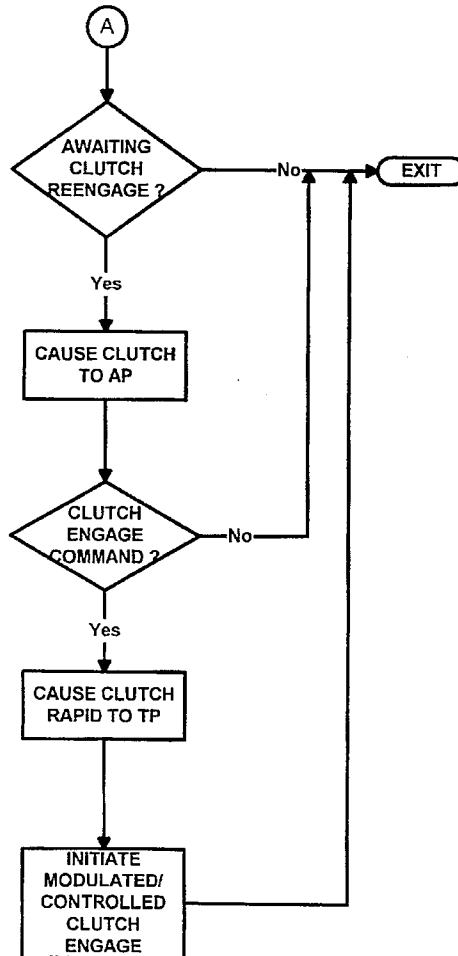 A
AWAITING
CLUTCH
REENGAGE ?
No
EXIT
Yes
CAUSE CLUTCH
TO AP
CLUTCH
ENGAGE
COMMAND ?
No
Yes
CAUSE CLUTCH
RAPID TO TP
INITIATE
MODULATED/
CONTROLLED
CLUTCH
ENGAGE